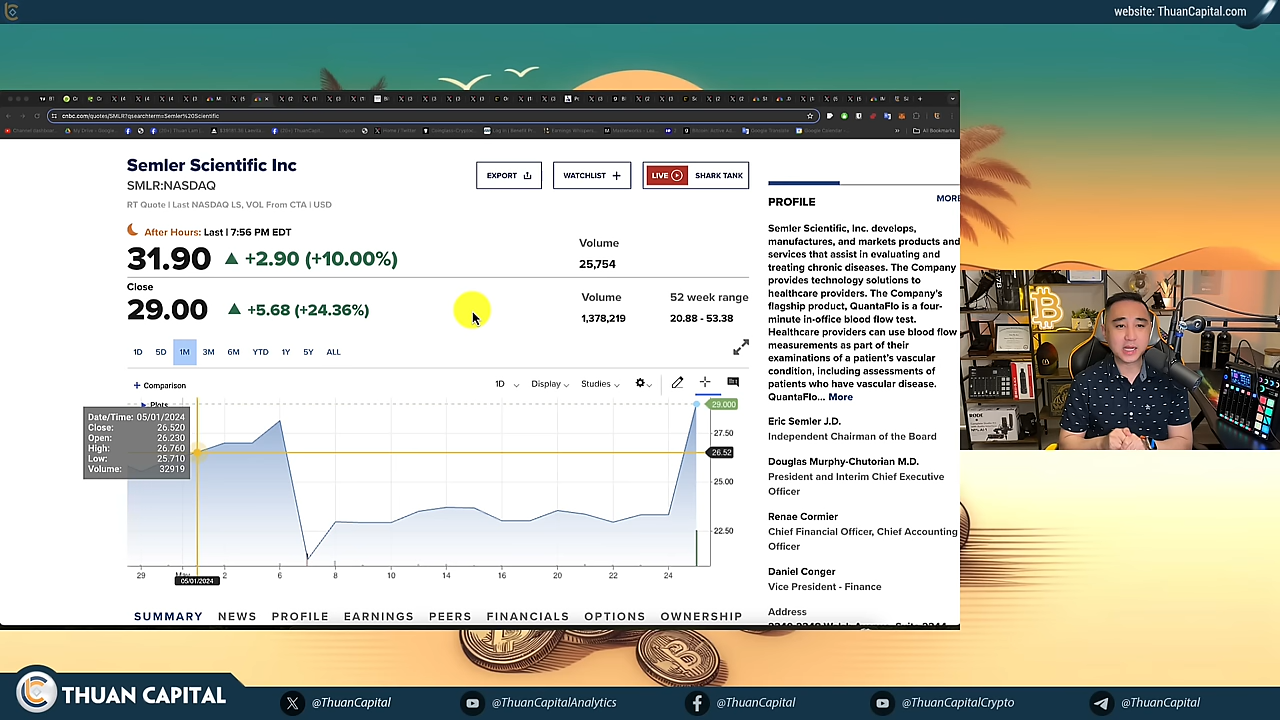 website: ThuanCapital.com
cnbc.com/quotes/SMLR?qsearchterm=Semler%20Scientific
All Bookmarks
Semler Scientific Inc
SMLR:NASDAQ
RT Quote | Last NASDAQ LS, VOL From CTA | USD
EXPORT
WATCHLIST +
LIVE SHARK TANK
After Hours: Last | 7:56 PM EDT
31.90 ▲ +2.90 (+10.00%)
Volume
25,754
Close
29.00 ▲ +5.68 (+24.36%)
Volume
1,378,219
52 week range
20.88 - 53.38
1D 5D 1M 3M 6M YTD 1Y 5Y ALL
+ Comparison
1D Display Studies
Plots
Date/Time: 05/01/2024
Close: 26.520
Open: 26.230
High: 26.760
Low: 25.710
Volume: 32919
29.000
27.50
26.52
25.00
22.50
29 2 6 8 10 14 16 20 22 24
05/01/2024
SUMMARY NEWS PROFILE EARNINGS PEERS FINANCIALS OPTIONS OWNERSHIP
PROFILE
MORE
Semler Scientific, Inc. develops,
manufactures, and markets products and
services that assist in evaluating and
treating chronic diseases. The Company
provides technology solutions to
healthcare providers. The Company's
flagship product, QuantaFlo is a four-
minute in-office blood flow test.
Healthcare providers can use blood flow
measurements as part of their
examinations of a patient's vascular
condition, including assessments of
patients who have vascular disease.
QuantaFlo... More
Eric Semler J.D.
Independent Chairman of the Board
Douglas Murphy-Chutorian M.D.
President and Interim Chief Executive
Officer
Renae Cormier
Chief Financial Officer, Chief Accounting
Officer
Daniel Conger
Vice President - Finance
Address
THUAN CAPITAL
@ThuanCapital
@ThuanCapitalAnalytics
@ThuanCapital
@ThuanCapitalCrypto
@ThuanCapital